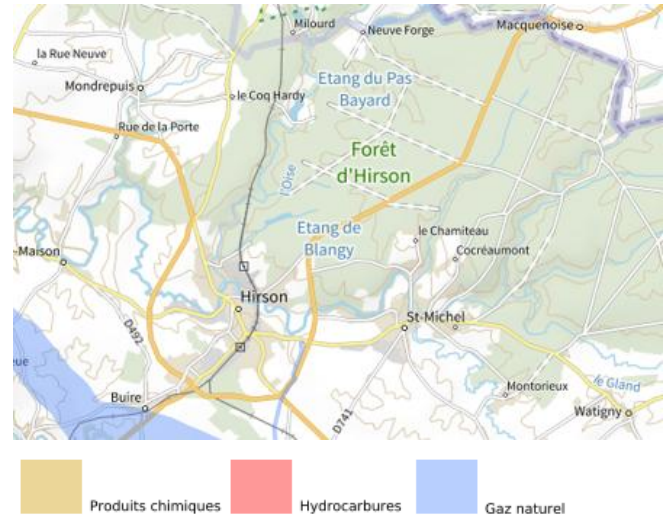 Milourd
Neuve Forge
Macquenoise
la Rue Neuve
Mondrepuis
le Coq Hardy
Etang du Pas
Bayard
Rue de la Porte
Forêt
d'Hirson
l'Oise
Etang de
Blangy
le Chamiteau
Cocréaumont
-Maison
Hirson
St-Michel
D492
Buire
Montorieux
le Gland
Watigny
D741
Produits chimiques
Hydrocarbures
Gaz naturel